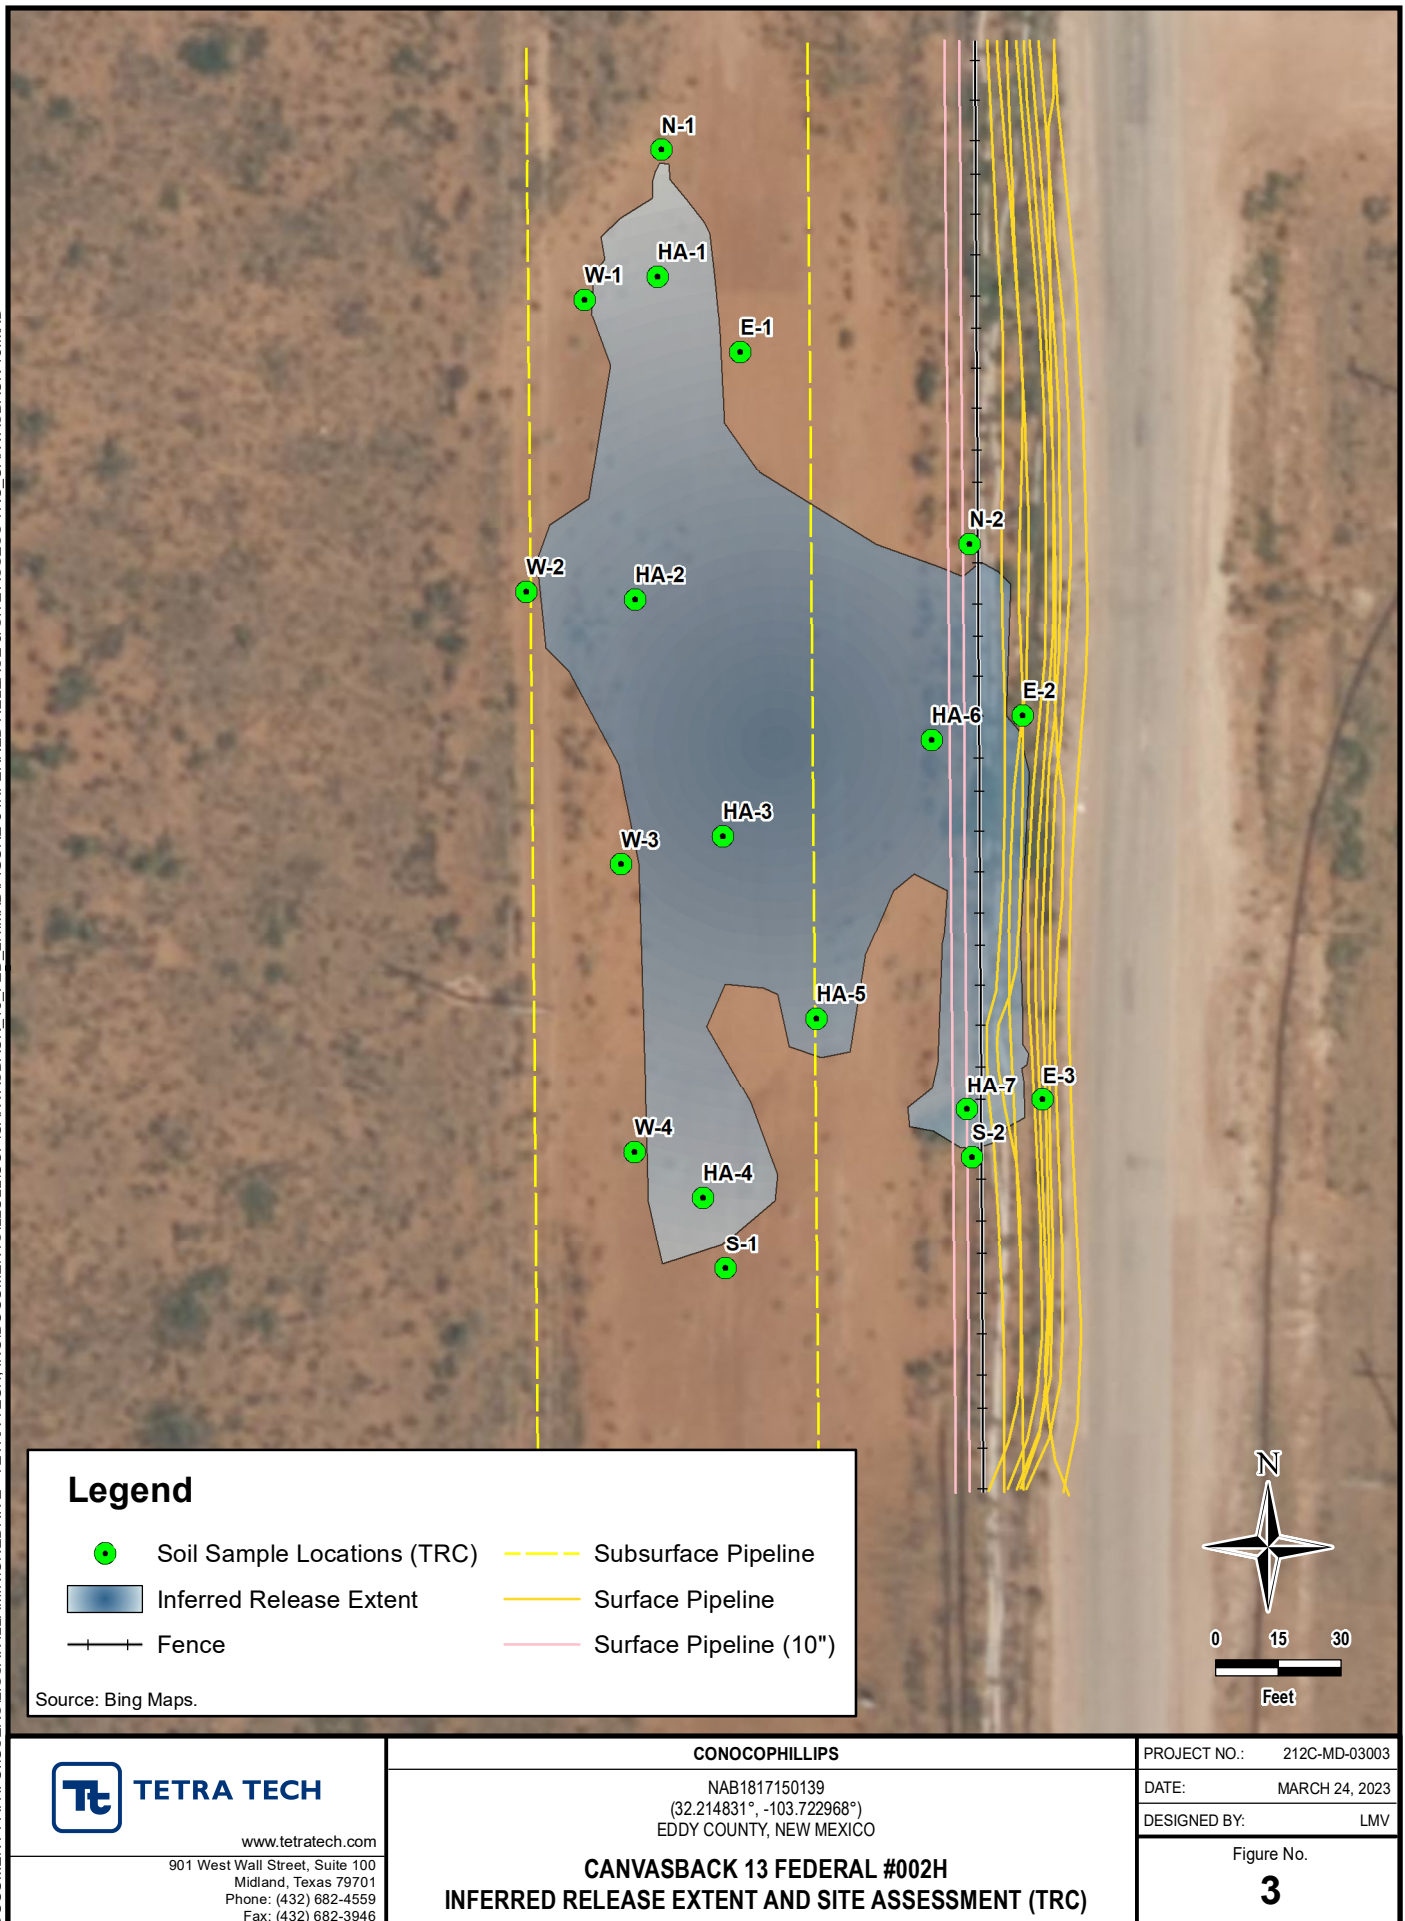 N-1
HA-1
W-1
E-1
N-2
W-2
HA-2
E-2
HA-6
HA-3
W-3
HA-5
E-3
HA-7
W-4
S-2
HA-4
S-1
Legend
Soil Sample Locations (TRC)
Inferred Release Extent
Fence
Subsurface Pipeline
Surface Pipeline
Surface Pipeline (10")
Source: Bing Maps.
N
0 15 30
Feet
Tt TETRA TECH
www.tetratech.com
901 West Wall Street, Suite 100
Midland, Texas 79701
Phone: (432) 682-4559
Fax: (432) 682-3946
CONOCOPHILLIPS
NAB1817150139
(32.214831°, -103.722968°)
EDDY COUNTY, NEW MEXICO
CANVASBACK 13 FEDERAL #002H
INFERRED RELEASE EXTENT AND SITE ASSESSMENT (TRC)
PROJECT NO.: 212C-MD-03003
DATE: MARCH 24, 2023
DESIGNED BY: LMV
Figure No.
3